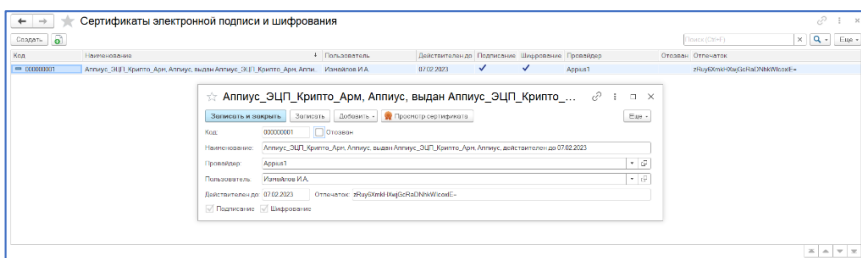 Сертификаты электронной подписи и шифрования
Создать Поиск (Ctrl+F) Еще
Код Наименование Пользователь Действителен до Подписание Шифрование Провайдер Отозван Отпечаток
000000001 Аппиус_ЭЦП_Крипто_Арм, Аппиус, выдан Аппиус_ЭЦП_Крипто_Арм, Аппи... Измайлов И.А. 07.02.2023 Appius1
Аппиус_ЭЦП_Крипто_Арм, Аппиус, выдан Аппиус_ЭЦП_Крипто_...
Записать и закрыть Записать Добавить Просмотр сертификата Еще
Код: 000000001 Отозван
Наименование: Аппиус_ЭЦП_Крипто_Арм, Аппиус, выдан Аппиус_ЭЦП_Крипто_Арм, Аппиус, действителен до 07.02.2023
Провайдер: Appius1
Пользователь: Измайлов И.А.
Действителен до: 07.02.2023 Отпечаток:
Подписание Шифрование